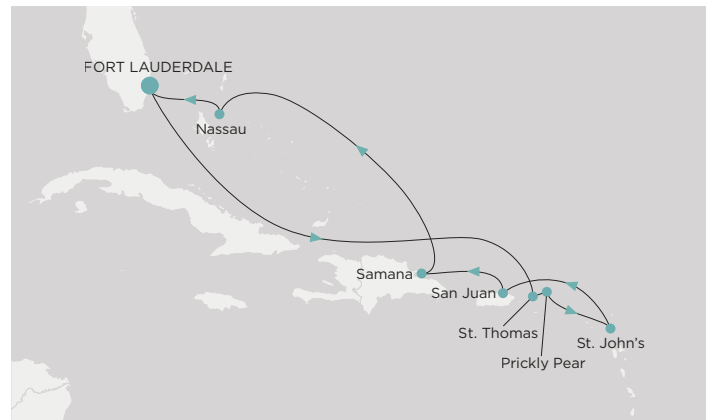 FORT LAUDERDALE
Nassau
Samana
San Juan
St. Thomas
St. John's
Prickly Pear